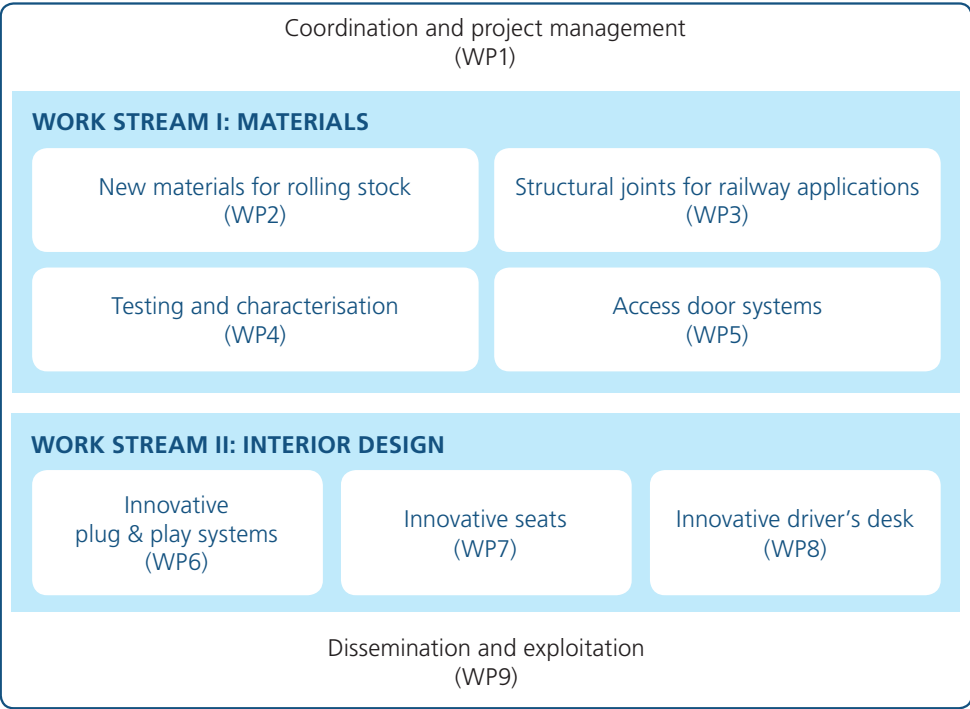 Coordination and project management
(WP1)
WORK STREAM I: MATERIALS
New materials for rolling stock
(WP2)
Structural joints for railway applications
(WP3)
Testing and characterisation
(WP4)
Access door systems
(WP5)
WORK STREAM II: INTERIOR DESIGN
Innovative
plug & play systems
(WP6)
Innovative seats
(WP7)
Innovative driver’s desk
(WP8)
Dissemination and exploitation
(WP9)